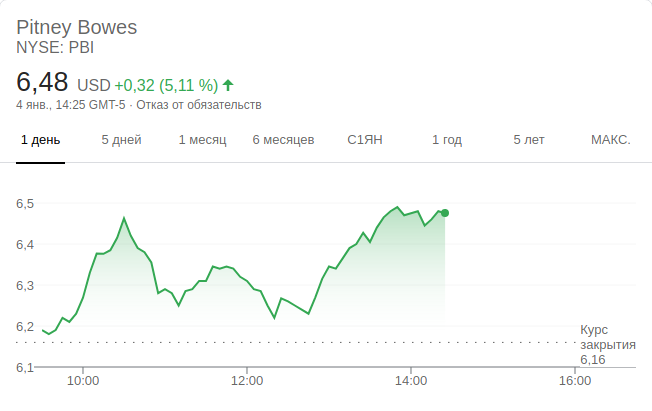 Pitney Bowes
NYSE: PBI
6,48 USD +0,32 (5,11 %)
4 янв., 14:25 GMT-5 · Отказ от обязательств
1 день 5 дней 1 месяц 6 месяцев С1ЯН 1 год 5 лет МАКС.
6,5
6,4
6,3
6,2
6,1
Курс
закрытия
6,16
10:00 12:00 14:00 16:00